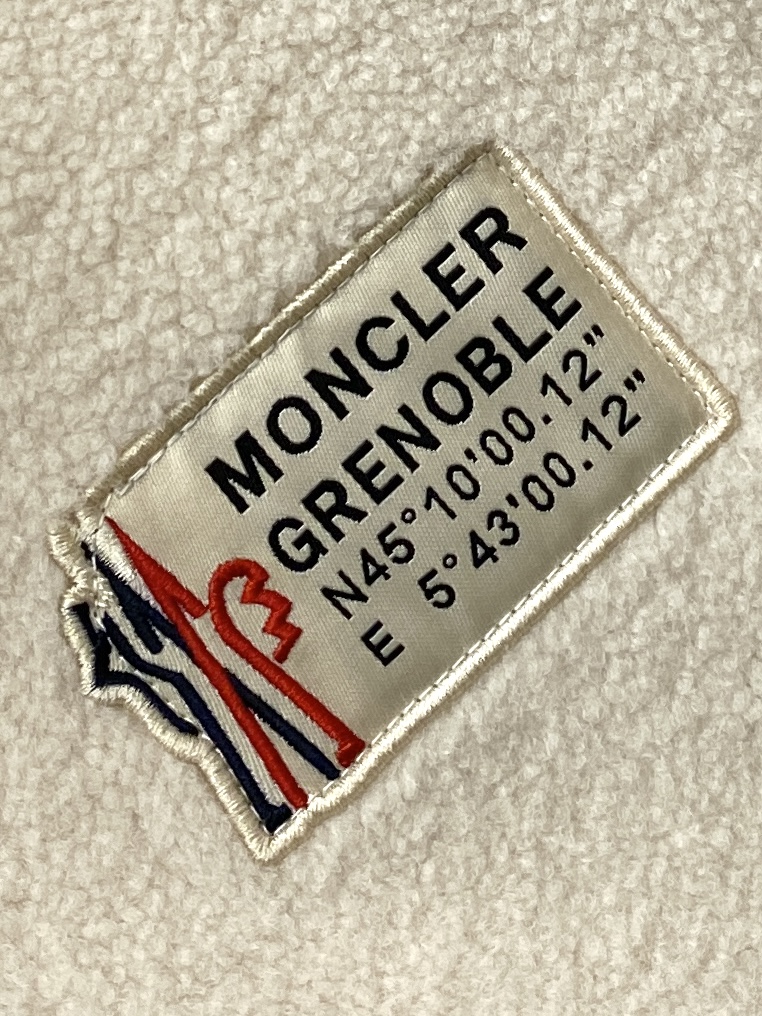 MONCLER
GRENOBLE
N45°10'00.12"
E 5°43'00.12"